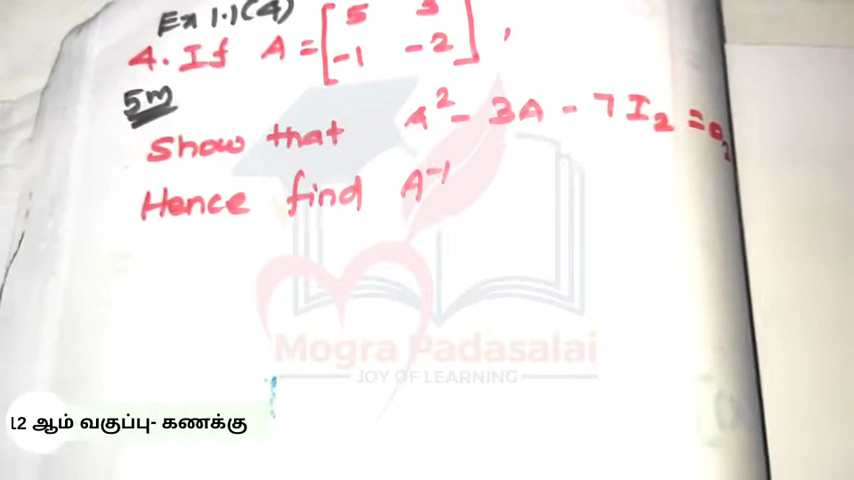 Ex 1.1(4)
4. If A = [ 5 3
-1 -2 ] ,
5m
Show that A² - 3A - 7I₂ = 0₂
Hence find A⁻¹
Mogra Padasalai
JOY OF LEARNING
12 ஆம் வகுப்பு- கணக்கு